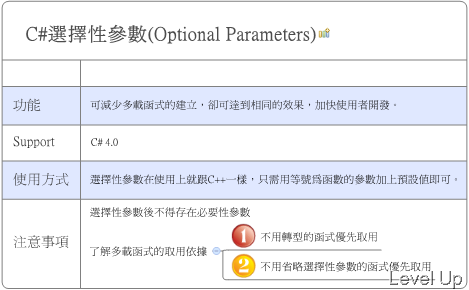 C#選擇性參數(Optional Parameters)
功能
可減少多載函式的建立，卻可達到相同的效果，加快使用者開發。
Support
C# 4.0
使用方式
選擇性參數在使用上就跟C++一樣，只需用等號為函數的參數加上預設值即可。
注意事項
選擇性參數後不得存在必要性參數
了解多載函式的取用依據
1 不用轉型的函式優先取用
2 不用省略選擇性參數的函式優先取用
Level Up